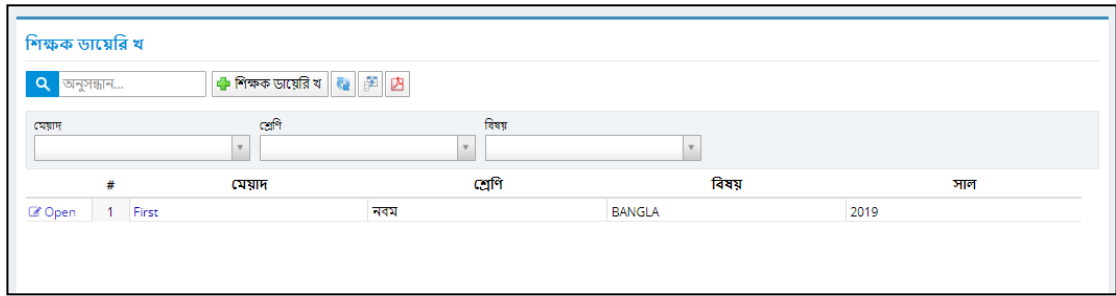 শিক্ষক ডায়েরি খ
অনুসন্ধান... শিক্ষক ডায়েরি খ
মেয়াদ শ্রেণি বিষয়
# মেয়াদ শ্রেণি বিষয় সাল
Open 1 First নবম BANGLA 2019